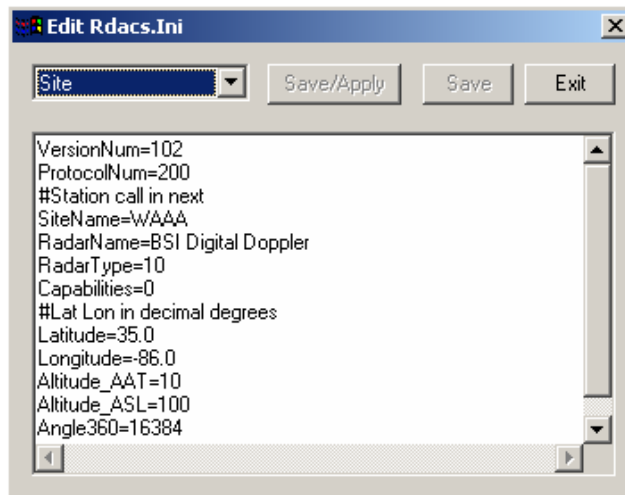 Edit Rdacs.Ini
Site Save/Apply Save Exit
VersionNum=102
ProtocolNum=200
#Station call in next
SiteName=WAAA
RadarName=BSI Digital Doppler
RadarType=10
Capabilities=0
#Lat Lon in decimal degrees
Latitude=35.0
Longitude=-86.0
Altitude_AAT=10
Altitude_ASL=100
Angle360=16384